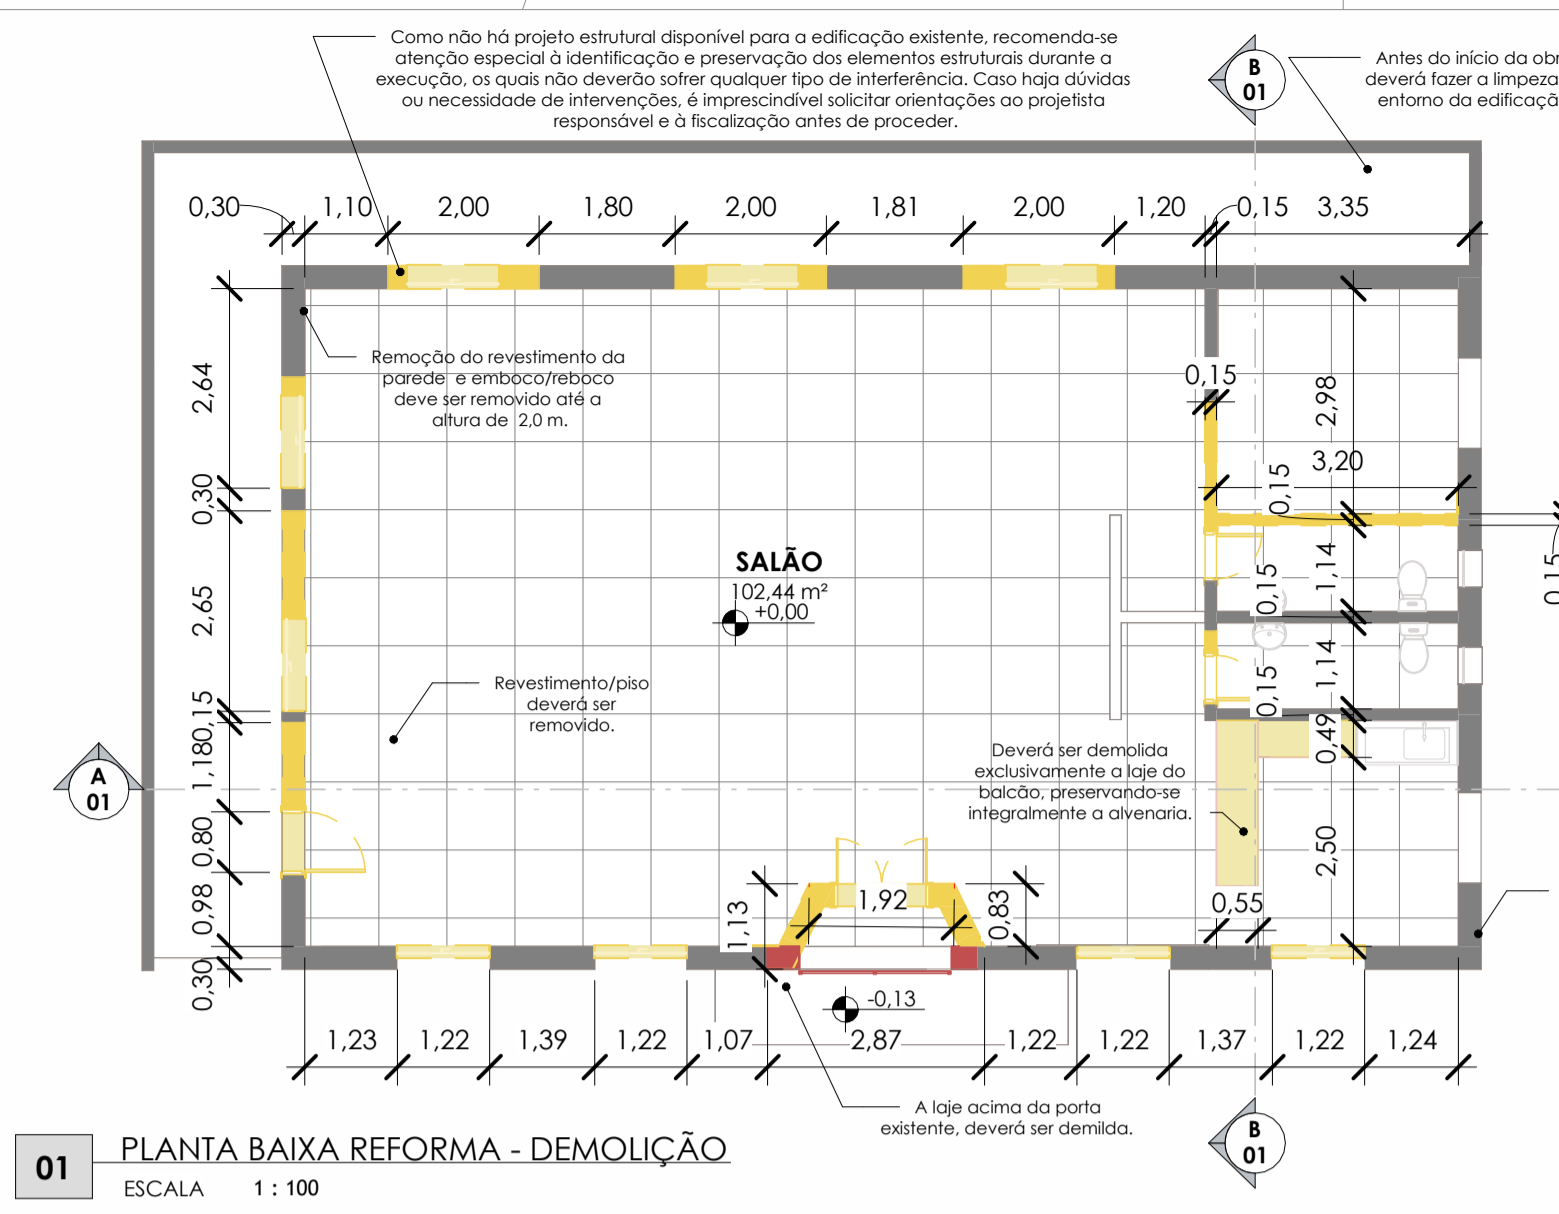 Como não há projeto estrutural disponível para a edificação existente, recomenda-se
atenção especial à identificação e preservação dos elementos estruturais durante a
execução, os quais não deverão sofrer qualquer tipo de interferência. Caso haja dúvidas
ou necessidade de intervenções, é imprescindível solicitar orientações ao projetista
responsável e à fiscalização antes de proceder.
B
01
Antes do início da obr
deverá fazer a limpeza
entorno da edificaçã
0,30
1,10
2,00
1,80
2,00
1,81
2,00
1,20
0,15
3,35
2,64
0,30
2,65
0,15
1,18
0,80
0,98
0,30
Remoção do revestimento da
parede e emboco/reboco
deve ser removido até a
altura de 2,0 m.
0,15
2,98
3,20
0,15
SALÃO
102,44 m²
+0,00
0,15
1,14
0,15
1,14
0,15
Revestimento/piso
deverá ser
removido.
0,49
Deverá ser demolida
exclusivamente a laje do
balcão, preservando-se
integralmente a alvenaria.
A
01
2,50
1,13
1,92
0,83
0,55
-0,13
1,23
1,22
1,39
1,22
1,07
2,87
1,22
1,22
1,37
1,22
1,24
A laje acima da porta
existente, deverá ser demilda.
B
01
01
PLANTA BAIXA REFORMA - DEMOLIÇÃO
ESCALA 1 : 100